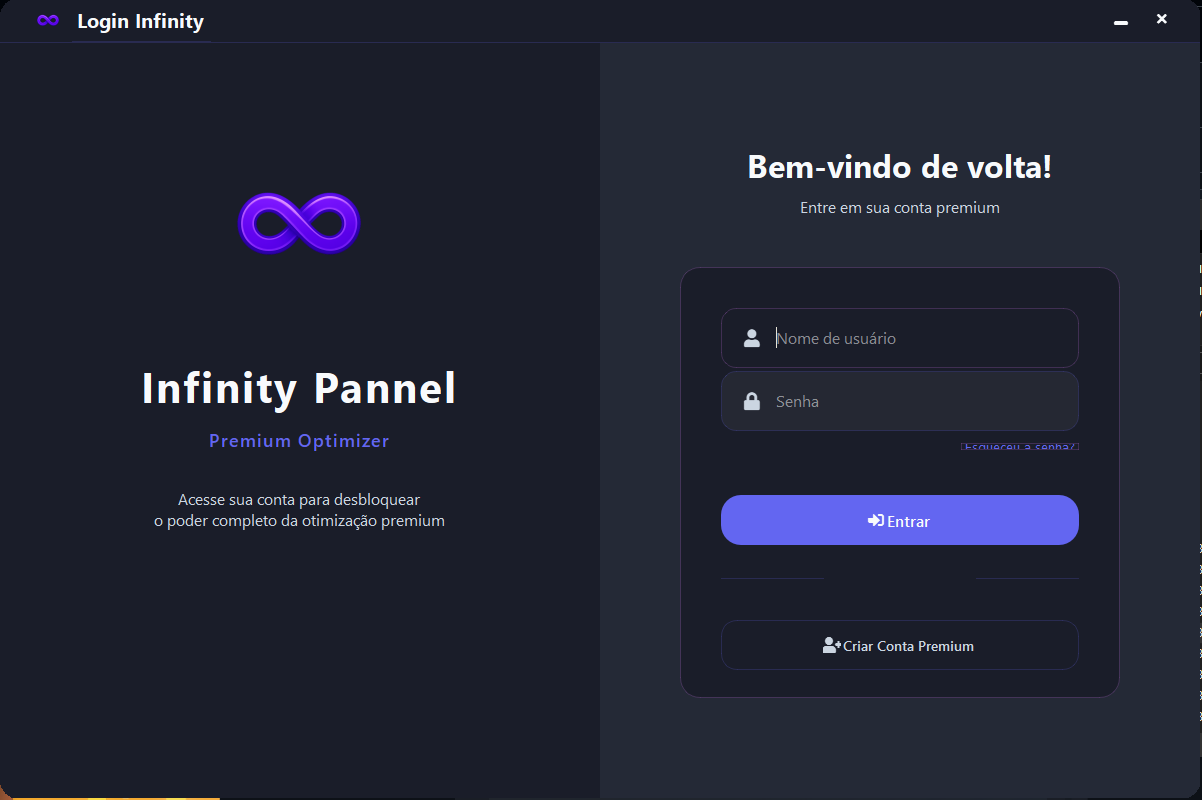 Login Infinity
Infinity Pannel
Premium Optimizer
Acesse sua conta para desbloquear
o poder completo da otimização premium
Bem-vindo de volta!
Entre em sua conta premium
Nome de usuário
Senha
Esqueceu a senha?
Entrar
Criar Conta Premium